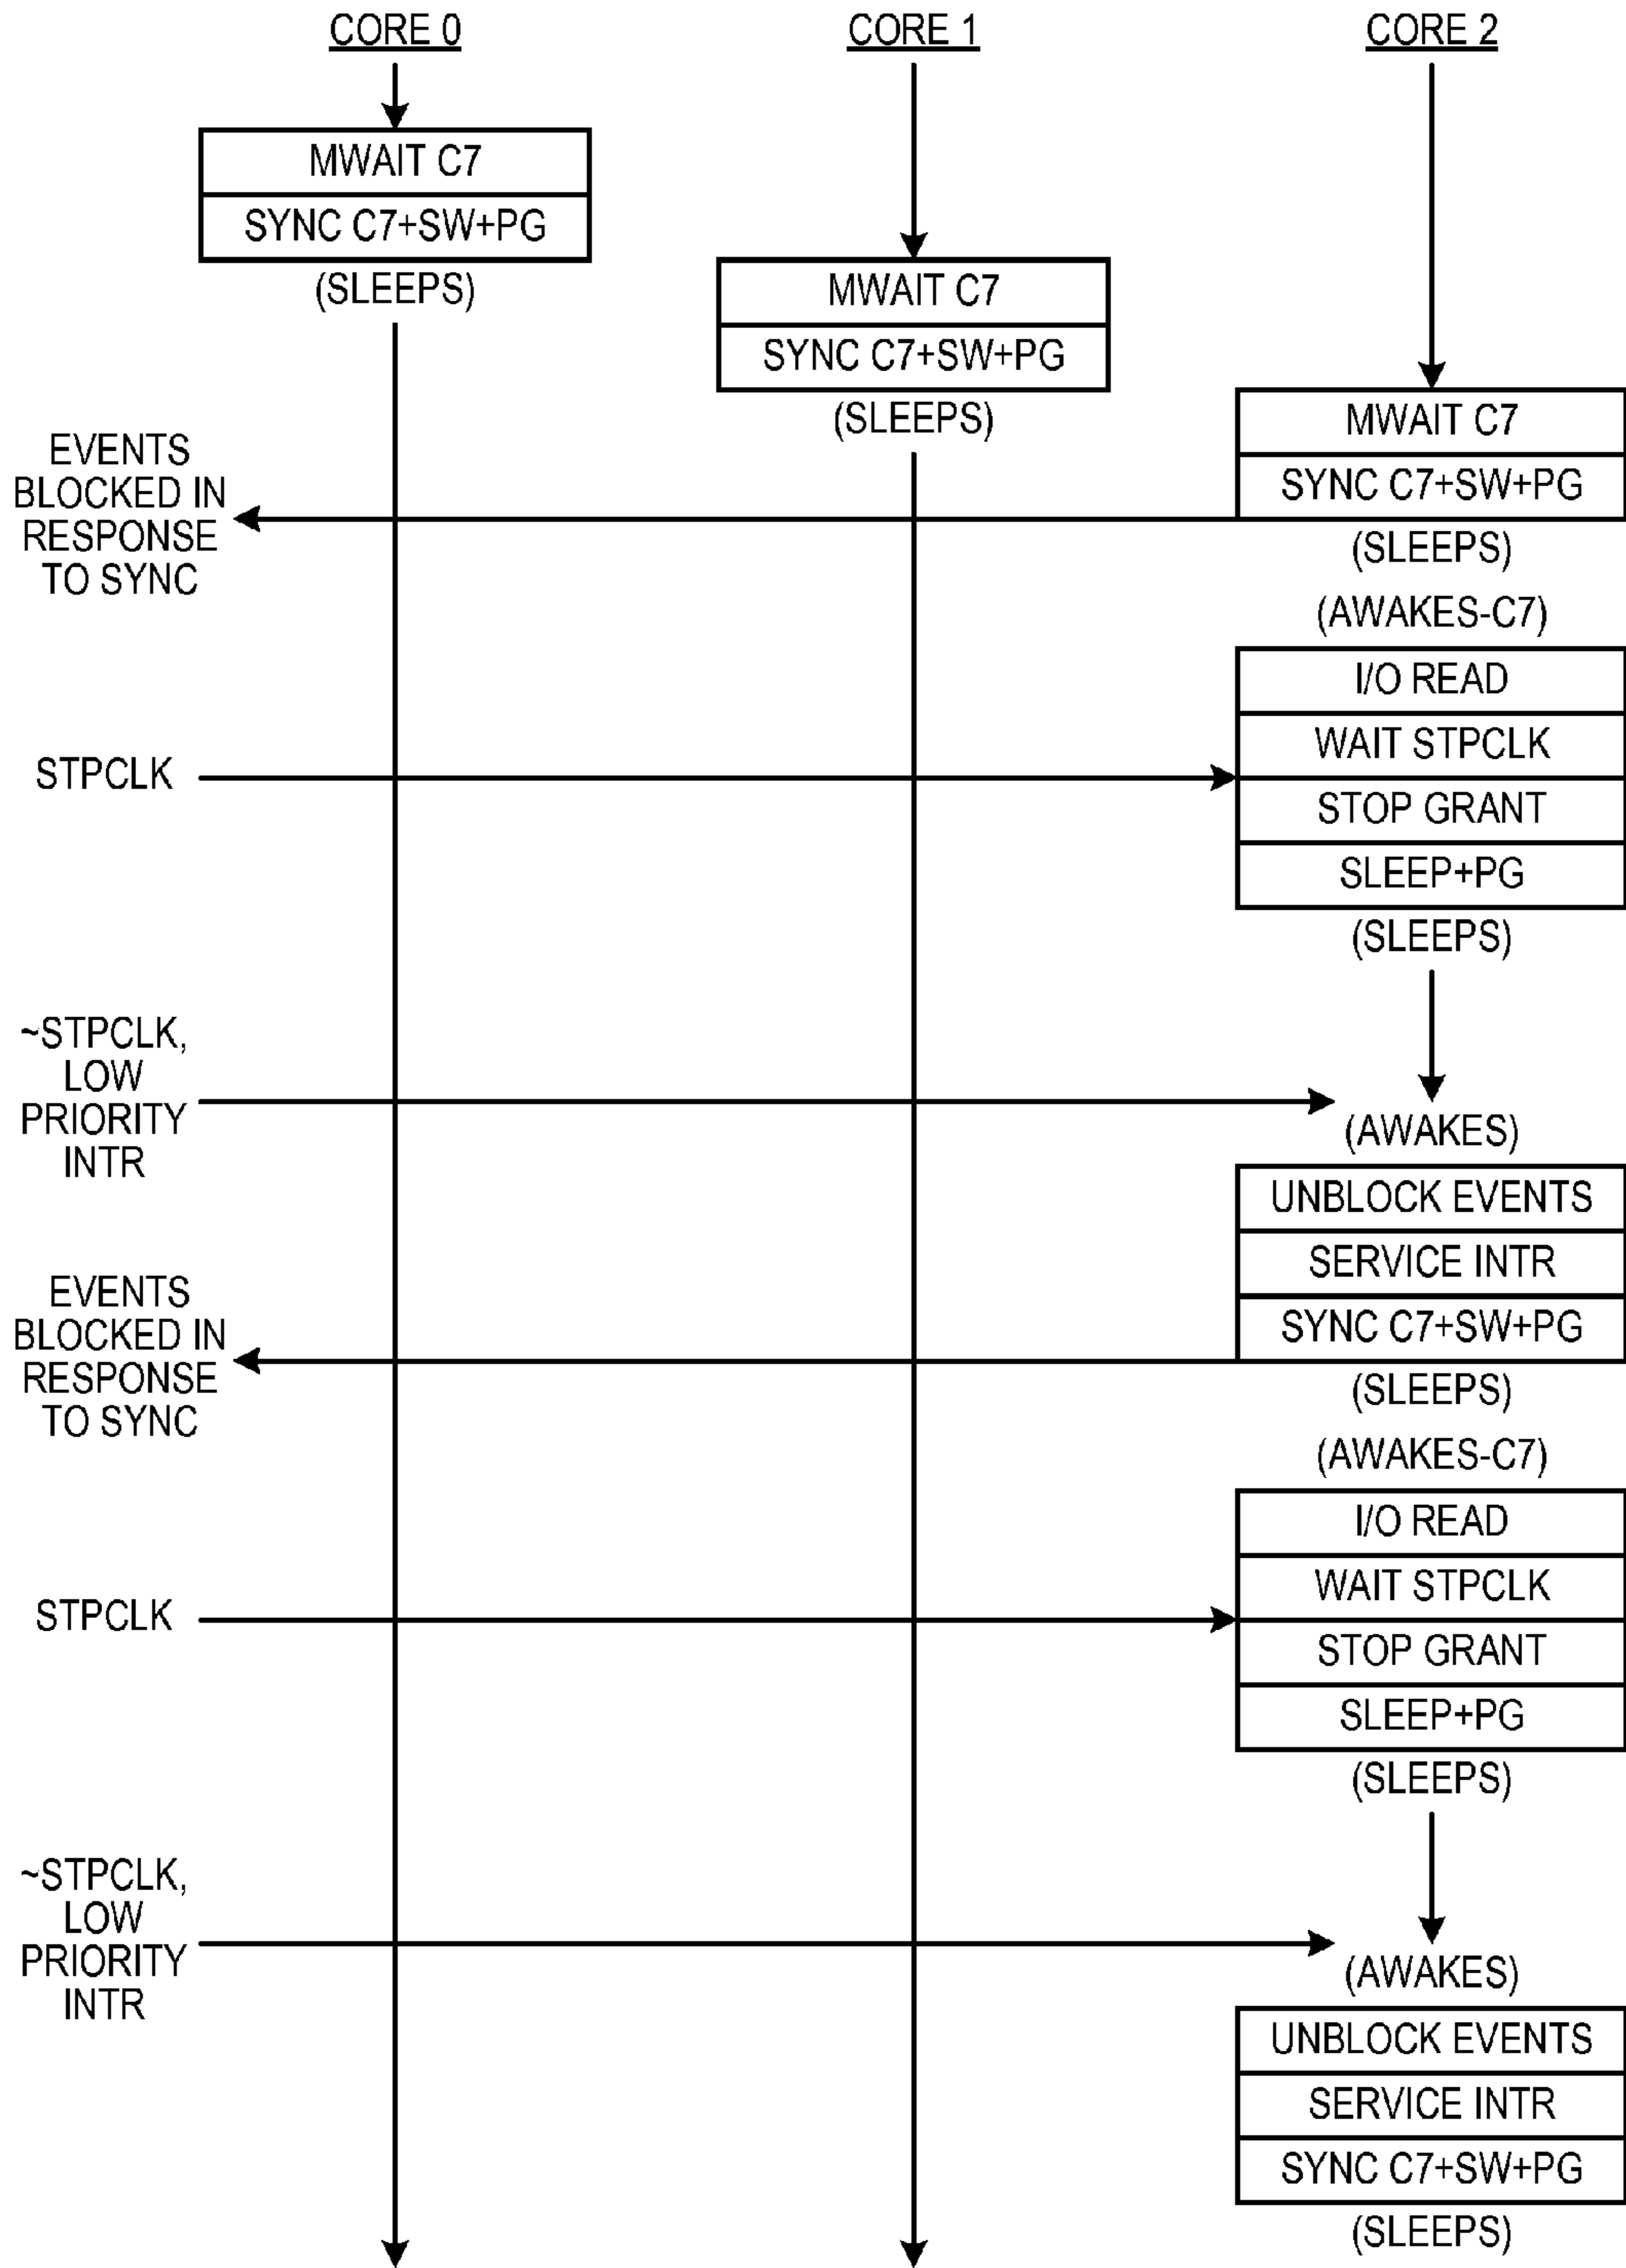 CORE 0
CORE 1
CORE 2
MWAIT C7
SYNC C7+SW+PG
(SLEEPS)
MWAIT C7
SYNC C7+SW+PG
(SLEEPS)
MWAIT C7
SYNC C7+SW+PG
(SLEEPS)
EVENTS
BLOCKED IN
RESPONSE
TO SYNC
(AWAKES-C7)
I/O READ
WAIT STPCLK
STPCLK
STOP GRANT
SLEEP+PG
(SLEEPS)
~STPCLK,
LOW
PRIORITY
INTR
(AWAKES)
UNBLOCK EVENTS
SERVICE INTR
SYNC C7+SW+PG
EVENTS
BLOCKED IN
RESPONSE
TO SYNC
(SLEEPS)
(AWAKES-C7)
I/O READ
WAIT STPCLK
STPCLK
STOP GRANT
SLEEP+PG
(SLEEPS)
~STPCLK,
LOW
PRIORITY
INTR
(AWAKES)
UNBLOCK EVENTS
SERVICE INTR
SYNC C7+SW+PG
(SLEEPS)